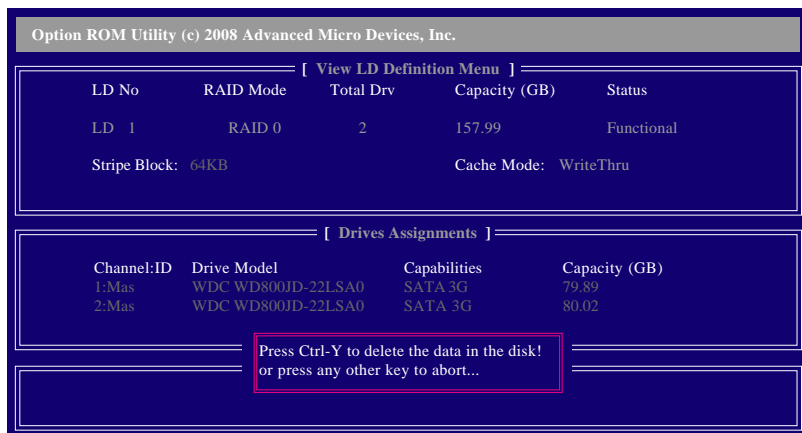 Option ROM Utility (c) 2008 Advanced Micro Devices, Inc.
[ View LD Definition Menu ]
LD No RAID Mode Total Drv Capacity (GB) Status
LD 1 RAID 0 2 157.99 Functional
Stripe Block: 64KB Cache Mode: WriteThru
[ Drives Assignments ]
Channel:ID Drive Model Capabilities Capacity (GB)
1:Mas WDC WD800JD-22LSA0 SATA 3G 79.89
2:Mas WDC WD800JD-22LSA0 SATA 3G 80.02
Press Ctrl-Y to delete the data in the disk!
or press any other key to abort...